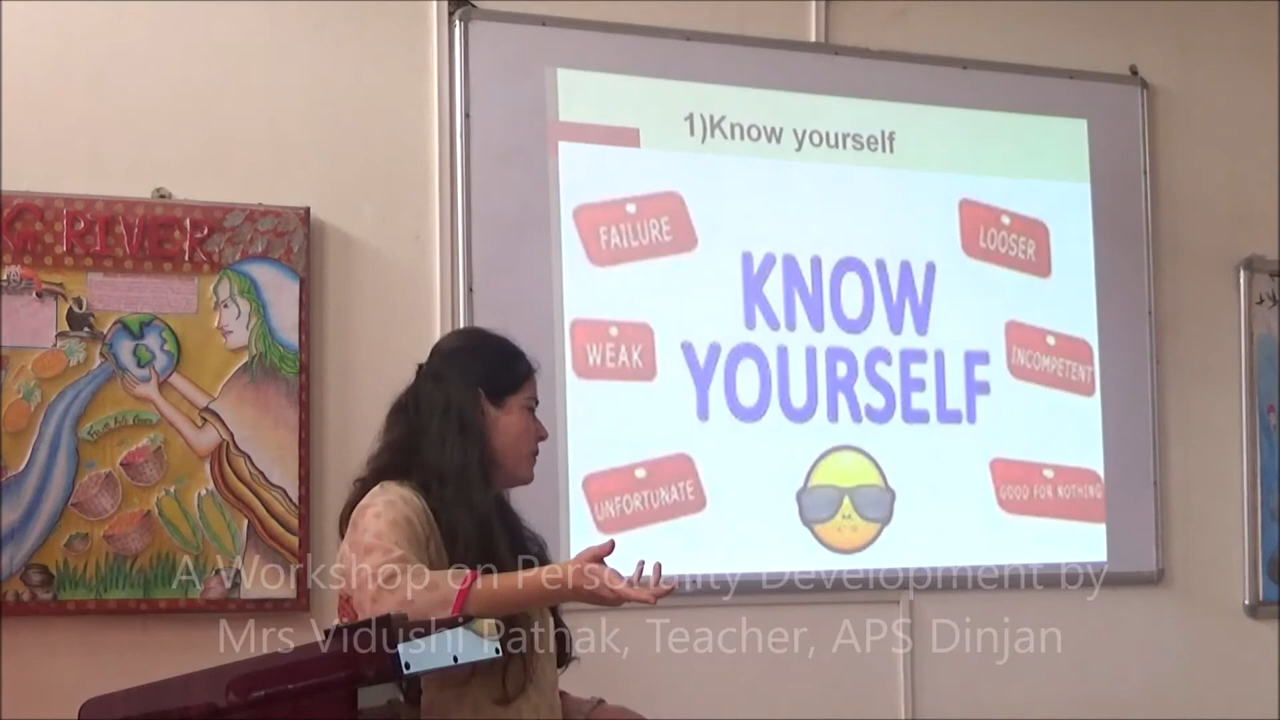 RIVER
1)Know yourself
FAILURE
LOOSER
KNOW
YOURSELF
WEAK
INCOMPETENT
UNFORTUNATE
GOOD FOR NOTHING
A Workshop on Personality Development by
Mrs Vidushi Pathak, Teacher, APS Dinjan